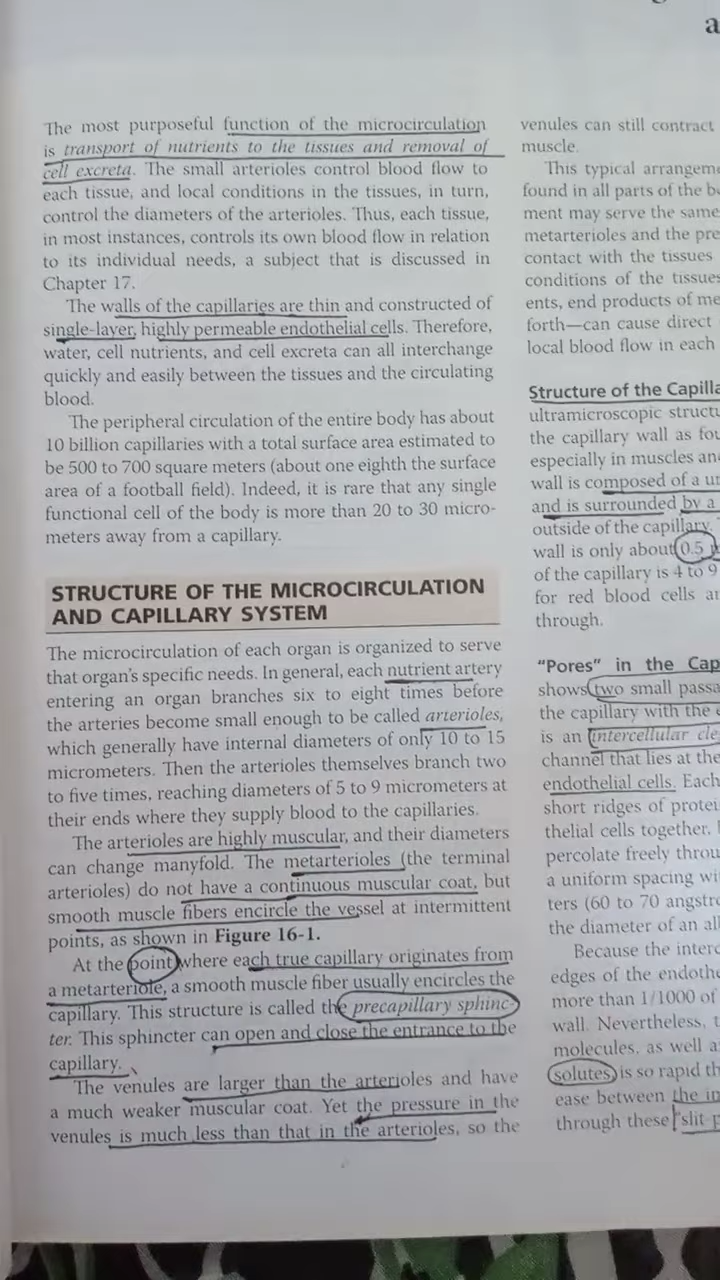 a
The most purposeful function of the microcirculation
is transport of nutrients to the tissues and removal of
cell excreta. The small arterioles control blood flow to
each tissue, and local conditions in the tissues, in turn,
control the diameters of the arterioles. Thus, each tissue,
in most instances, controls its own blood flow in relation
to its individual needs, a subject that is discussed in
Chapter 17.
The walls of the capillaries are thin and constructed of
single-layer, highly permeable endothelial cells. Therefore,
water, cell nutrients, and cell excreta can all interchange
quickly and easily between the tissues and the circulating
blood.
The peripheral circulation of the entire body has about
10 billion capillaries with a total surface area estimated to
be 500 to 700 square meters (about one eighth the surface
area of a football field). Indeed, it is rare that any single
functional cell of the body is more than 20 to 30 micro-
meters away from a capillary.
STRUCTURE OF THE MICROCIRCULATION
AND CAPILLARY SYSTEM
The microcirculation of each organ is organized to serve
that organ's specific needs. In general, each nutrient artery
entering an organ branches six to eight times before
the arteries become small enough to be called arterioles,
which generally have internal diameters of only 10 to 15
micrometers. Then the arterioles themselves branch two
to five times, reaching diameters of 5 to 9 micrometers at
their ends where they supply blood to the capillaries.
The arterioles are highly muscular, and their diameters
can change manyfold. The metarterioles (the terminal
arterioles) do not have a continuous muscular coat, but
smooth muscle fibers encircle the vessel at intermittent
points, as shown in Figure 16-1.
At the point where each true capillary originates from
a metarteriole, a smooth muscle fiber usually encircles the
capillary. This structure is called the precapillary sphinc-
ter. This sphincter can open and close the entrance to the
capillary.
The venules are larger than the arterioles and have
a much weaker muscular coat. Yet the pressure in the
venules is much less than that in the arterioles, so the
venules can still contract
muscle.
This typical
found in all parts of the
ment may serve the same
metarterioles and the
contact with the tissues
conditions of the
ents, end products of
forth—can cause direct
local blood flow in each
Structure of the
ultramicroscopic
the capillary wall as
especially in muscles
wall is composed of a
and is surrounded by a
outside of the capillary.
wall is only about 0.5
of the capillary is 4 to 9
for red blood cells
through.
"Pores" in the
shows two small
the capillary with the
is an intercellular
channel that lies at the
endothelial cells. Each
short ridges of
thelial cells together,
percolate freely
a uniform spacing
ters (60 to 70
the diameter of an
Because the
edges of the
more than 1/1000 of
wall. Nevertheless,
molecules, as well
solutes is so rapid
ease between the
through these "slit